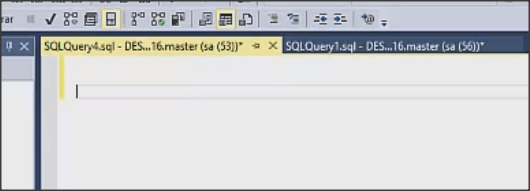 rar
SQLQuery4.sql - DES...16.master (sa (53))* SQLQuery1.sql - DES...16.master (sa (56))*